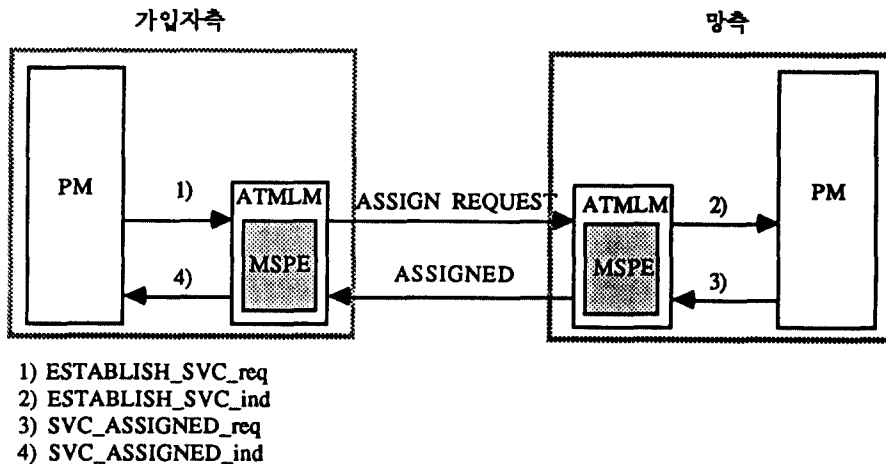 가입자측
망측
PM
1)
ATMLM
MSPE
4)
ASSIGN REQUEST
ASSIGNED
ATMLM
MSPE
2)
3)
PM
1) ESTABLISH_SVC_req
2) ESTABLISH_SVC_ind
3) SVC_ASSIGNED_req
4) SVC_ASSIGNED_ind